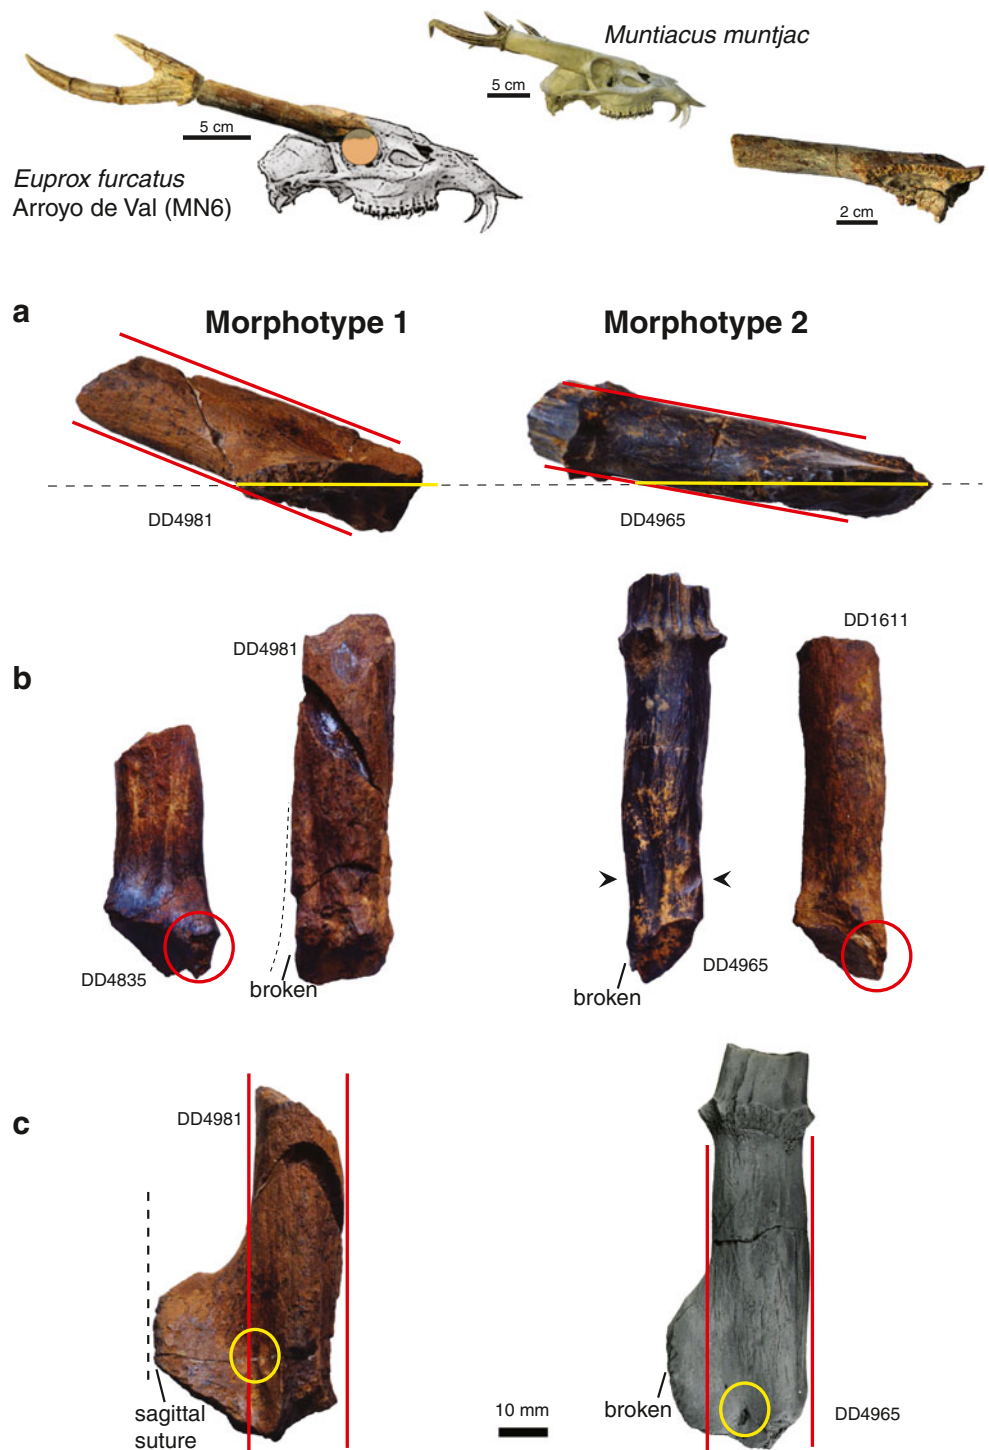 Muntiacus muntjac
5 cm
5 cm
Euprox furcatus
Arroyo de Val (MN6)
2 cm
a
Morphotype 1
Morphotype 2
DD4981
DD4965
b
DD4981
DD1611
DD4835
broken
DD4965
broken
c
DD4981
sagittal
suture
10 mm
broken
DD4965